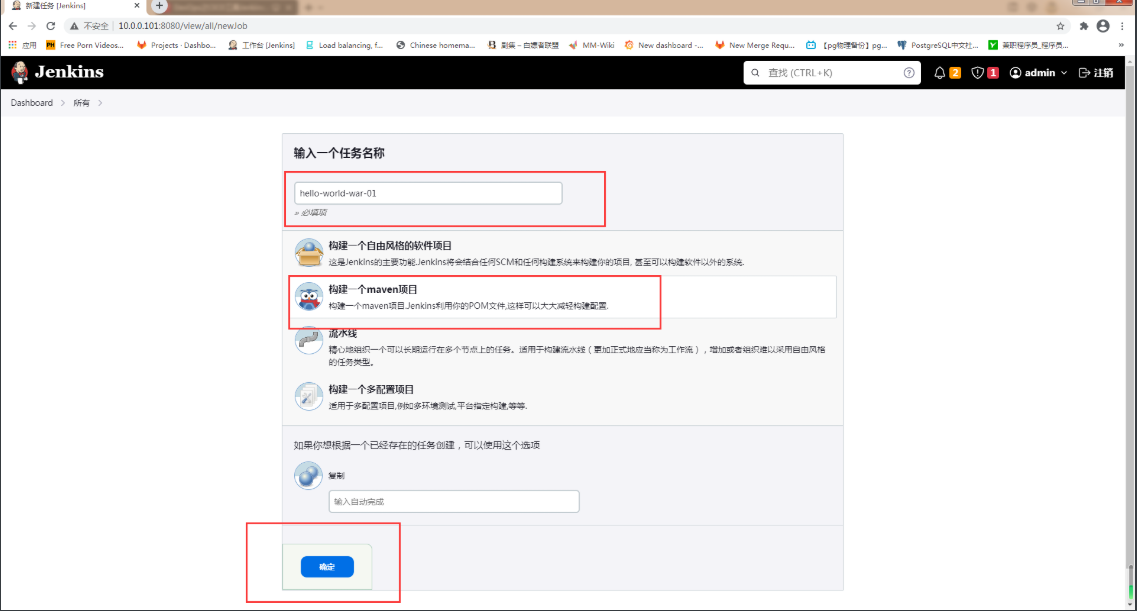 新建任务 [Jenkins]
不安全 10.0.0.101:8080/view/all/newJob
应用 Free Porn Videos... Projects · Dashbo... 工作台 [Jenkins] Load balancing, f... Chinese homema... 剧集 – 白嫖者联盟 MM-Wiki New dashboard -... New Merge Requ... 【pg物理备份】pg... PostgreSQL中文社... 兼职程序员_程序员... »
Jenkins
查找 (CTRL+K)
2 1 admin 注销
Dashboard 所有
输入一个任务名称
hello-world-war-01
» 必填项
构建一个自由风格的软件项目
这是Jenkins的主要功能.Jenkins将会结合任何SCM和任何构建系统来构建你的项目, 甚至可以构建软件以外的系统.
构建一个maven项目
构建一个maven项目.Jenkins利用你的POM文件,这样可以大大减轻构建配置.
流水线
精心地组织一个可以长期运行在多个节点上的任务。适用于构建流水线（更加正式地应当称为工作流），增加或者组织难以采用自由风格
的任务类型。
构建一个多配置项目
适用于多配置项目,例如多环境测试,平台指定构建,等等.
如果你想根据一个已经存在的任务创建，可以使用这个选项
复制
输入自动完成
确定